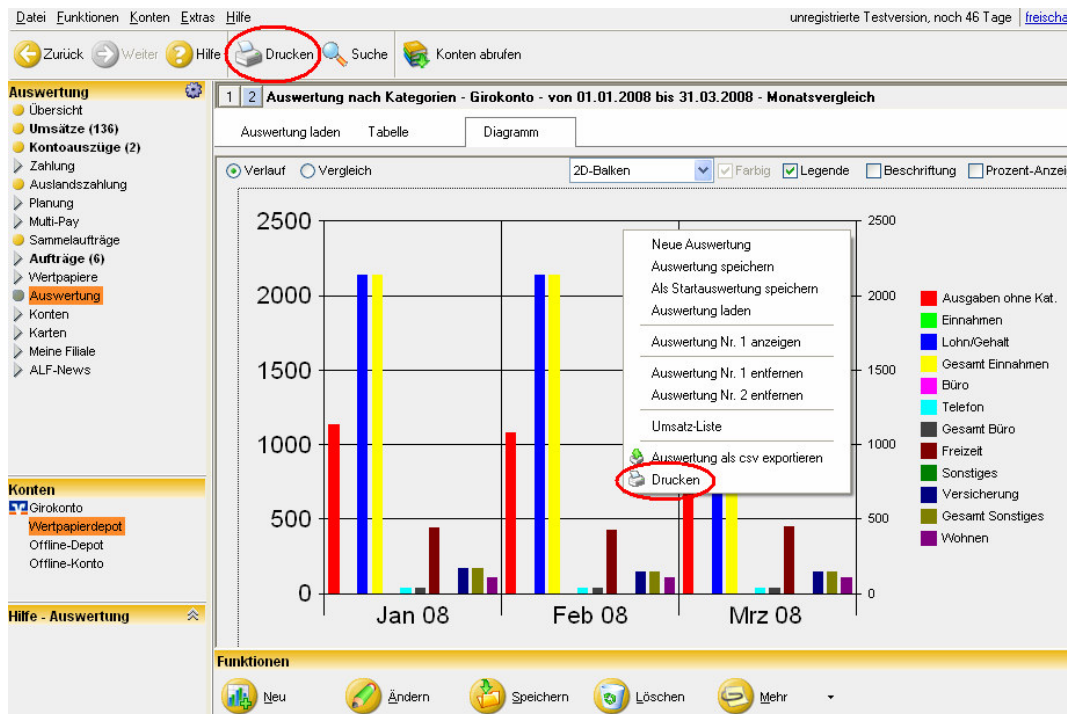 Datei Funktionen Konten Extras Hilfe
unregistrierte Testversion, noch 46 Tage
Zurück Weiter Hilfe Drucken Suche Konten abrufen
Auswertung
Übersicht
Umsätze (136)
Kontoauszüge (2)
Zahlung
Auslandszahlung
Planung
Multi-Pay
Sammelaufträge
Aufträge (6)
Wertpapiere
Auswertung
Konten
Karten
Meine Filiale
ALF-News
Konten
Girokonto
Wertpapierdepot
Offline-Depot
Offline-Konto
Hilfe - Auswertung
1 2 Auswertung nach Kategorien - Girokonto - von 01.01.2008 bis 31.03.2008 - Monatsvergleich
Auswertung laden Tabelle Diagramm
Verlauf Vergleich 2D-Balken Farbig Legende Beschriftung Prozent-Anzei
2500
2000
1500
1000
500
0
Jan 08 Feb 08 Mrz 08
Neue Auswertung
Auswertung speichern
Als Startauswertung speichern
Auswertung laden
Auswertung Nr. 1 anzeigen
Auswertung Nr. 1 entfernen
Auswertung Nr. 2 entfernen
Umsatz-Liste
Auswertung als csv exportieren
Drucken
2500
2000
1500
1000
500
0
Ausgaben ohne Kat.
Einnahmen
Lohn/Gehalt
Gesamt Einnahmen
Büro
Telefon
Gesamt Büro
Freizeit
Sonstiges
Versicherung
Gesamt Sonstiges
Wohnen
Funktionen
Neu Ändern Speichern Löschen Mehr